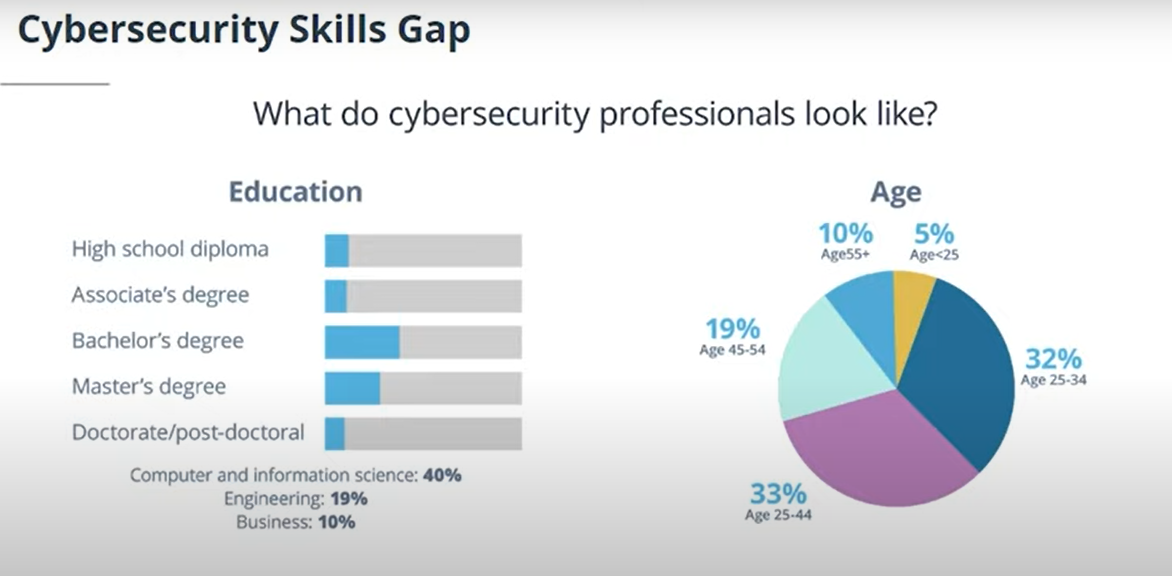 Cybersecurity Skills Gap
What do cybersecurity professionals look like?
Education
High school diploma
Associate's degree
Bachelor's degree
Master's degree
Doctorate/post-doctoral
Computer and information science: 40%
Engineering: 19%
Business: 10%
Age
10%
Age55+
5%
Age<25
19%
Age 45-54
32%
Age 25-34
33%
Age 25-44